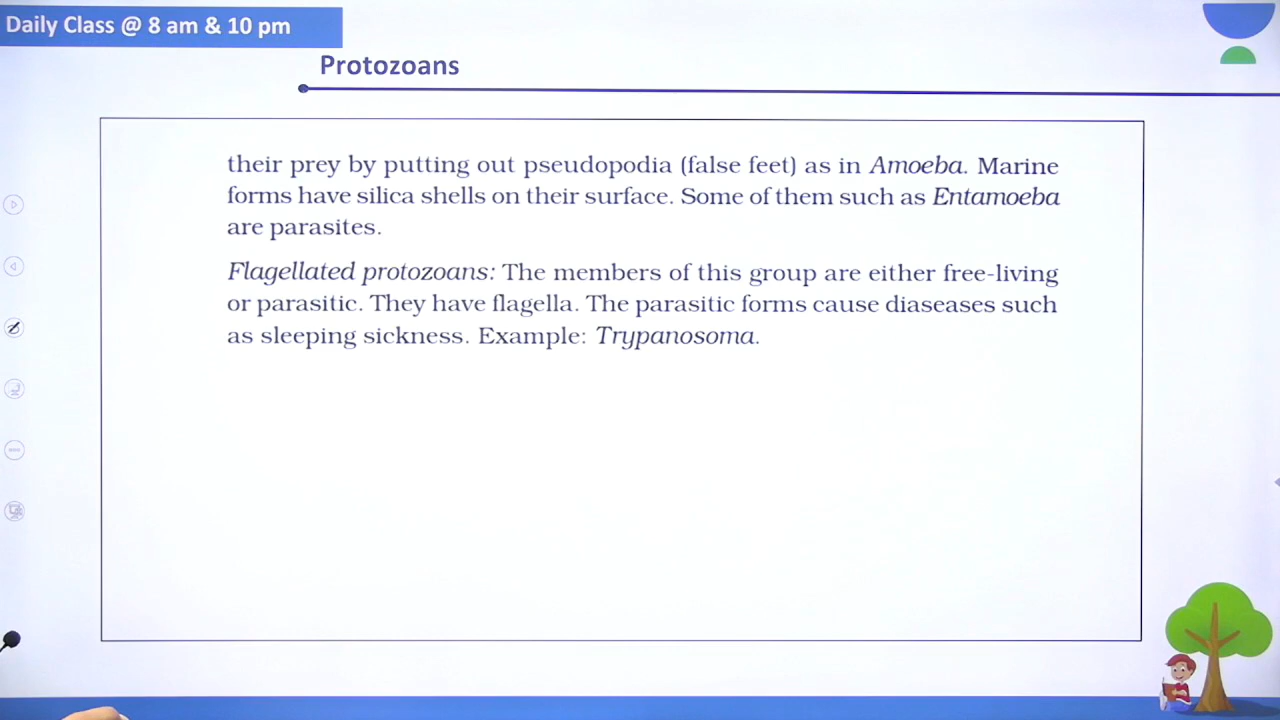 Daily Class @ 8 am & 10 pm
Protozoans
their prey by putting out pseudopodia (false feet) as in Amoeba. Marine
forms have silica shells on their surface. Some of them such as Entamoeba
are parasites.
Flagellated protozoans: The members of this group are either free-living
or parasitic. They have flagella. The parasitic forms cause diaseases such
as sleeping sickness. Example: Trypanosoma.